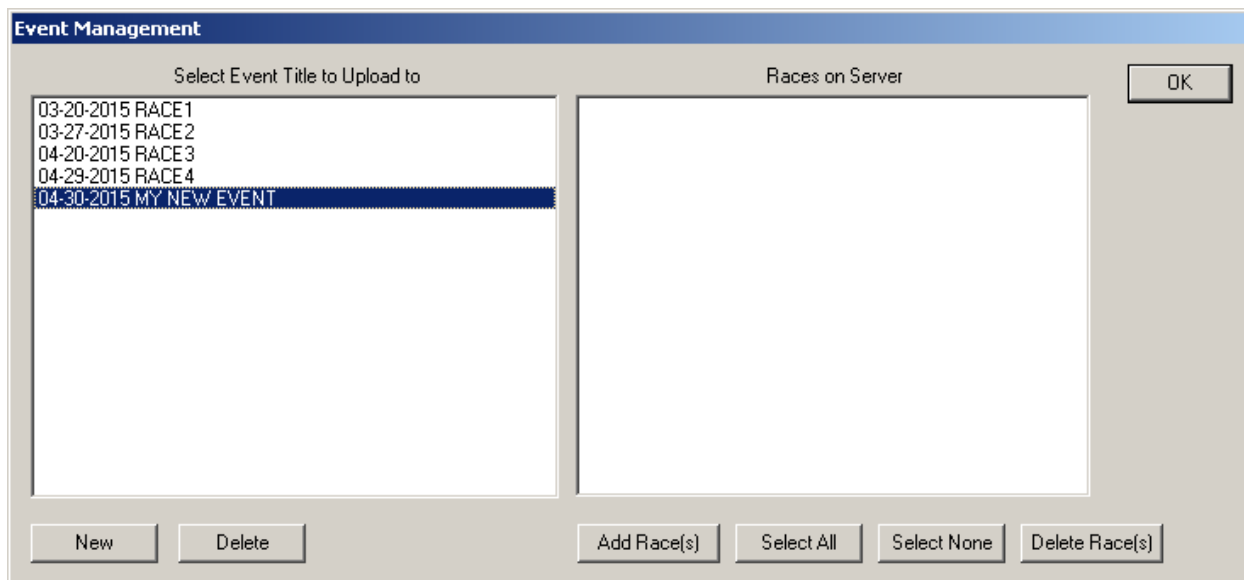 Event Management
Select Event Title to Upload to
Races on Server
OK
03-20-2015 RACE1
03-27-2015 RACE2
04-20-2015 RACE3
04-29-2015 RACE4
04-30-2015 MY NEW EVENT
New
Delete
Add Race(s)
Select All
Select None
Delete Race(s)